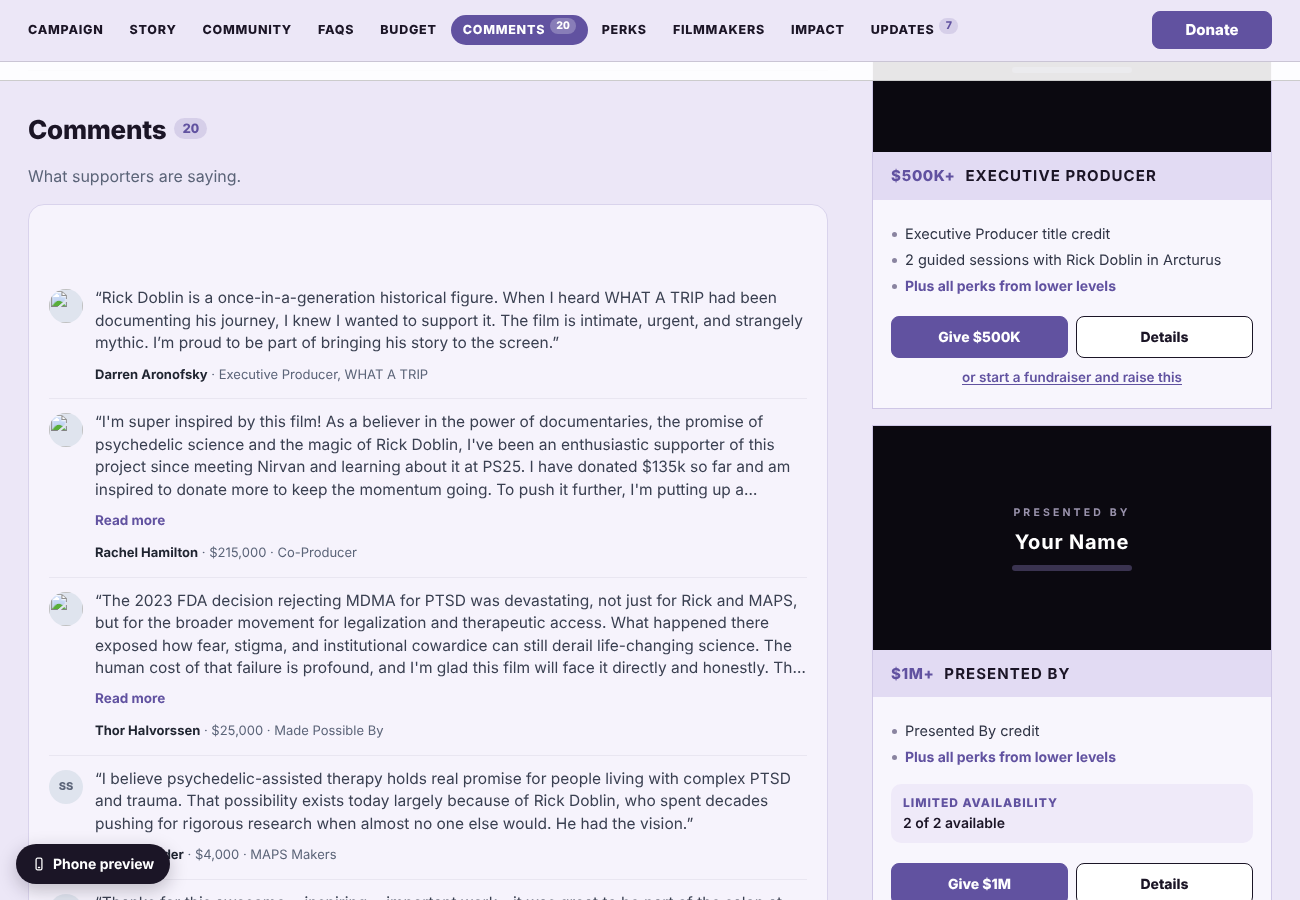 CAMPAIGN STORY COMMUNITY FAQS BUDGET COMMENTS 20 PERKS FILMMAKERS IMPACT UPDATES 7 Donate
Comments 20
What supporters are saying.
“Rick Doblin is a once-in-a-generation historical figure. When I heard WHAT A TRIP had been
documenting his journey, I knew I wanted to support it. The film is intimate, urgent, and strangely
mythic. I’m proud to be part of bringing his story to the screen.”
Darren Aronofsky · Executive Producer, WHAT A TRIP
“I'm super inspired by this film! As a believer in the power of documentaries, the promise of
psychedelic science and the magic of Rick Doblin, I've been an enthusiastic supporter of this
project since meeting Nirvan and learning about it at PS25. I have donated $135k so far and am
inspired to donate more to keep the momentum going. To push it further, I'm putting up a...
Read more
Rachel Hamilton · $215,000 · Co-Producer
“The 2023 FDA decision rejecting MDMA for PTSD was devastating, not just for Rick and MAPS,
but for the broader movement for legalization and therapeutic access. What happened there
exposed how fear, stigma, and institutional cowardice can still derail life-changing science. The
human cost of that failure is profound, and I'm glad this film will face it directly and honestly. Th...
Read more
Thor Halvorssen · $25,000 · Made Possible By
SS
“I believe psychedelic-assisted therapy holds real promise for people living with complex PTSD
and trauma. That possibility exists today largely because of Rick Doblin, who spent decades
pushing for rigorous research when almost no one else would. He had the vision.”
· $4,000 · MAPS Makers
Phone preview
$500K+ EXECUTIVE PRODUCER
Executive Producer title credit
2 guided sessions with Rick Doblin in Arcturus
Plus all perks from lower levels
Give $500K Details
or start a fundraiser and raise this
PRESENTED BY
Your Name
$1M+ PRESENTED BY
Presented By credit
Plus all perks from lower levels
LIMITED AVAILABILITY
2 of 2 available
Give $1M Details